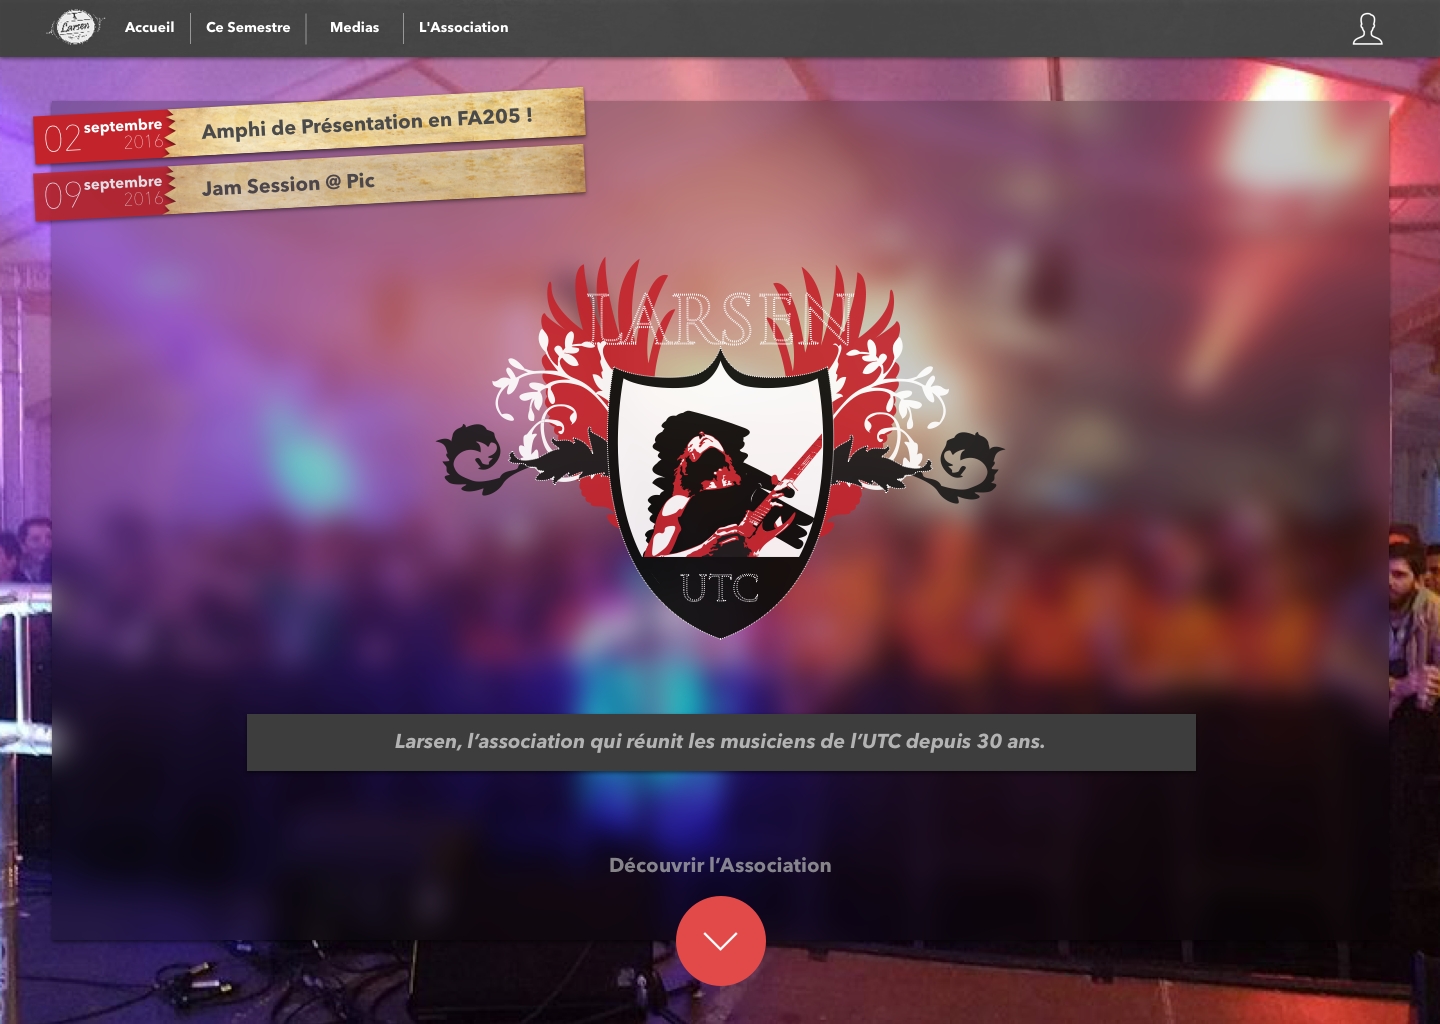 Larsen
Accueil
Ce Semestre
Medias
L'Association
02 septembre 2016
Amphi de Présentation en FA205 !
09 septembre 2016
Jam Session @ Pic
LARSEN
UTC
Larsen, l’association qui réunit les musiciens de l’UTC depuis 30 ans.
Découvrir l’Association